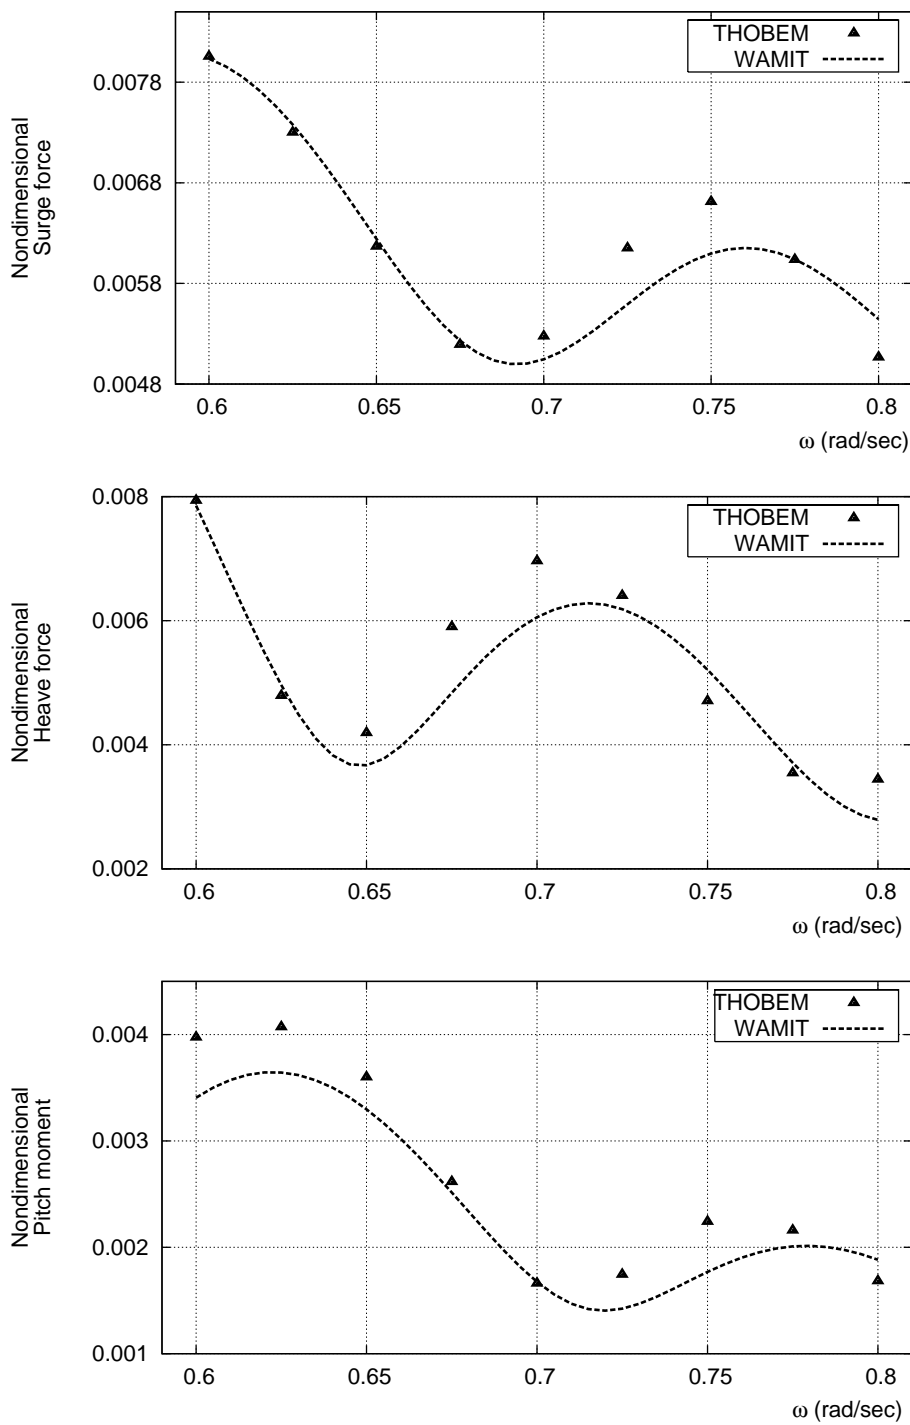 THOBEM
WAMIT
Nondimensional
Surge force
0.0078
0.0068
0.0058
0.0048
0.6 0.65 0.7 0.75 0.8
ω (rad/sec)
THOBEM
WAMIT
Nondimensional
Heave force
0.008
0.006
0.004
0.002
0.6 0.65 0.7 0.75 0.8
ω (rad/sec)
THOBEM
WAMIT
Nondimensional
Pitch moment
0.004
0.003
0.002
0.001
0.6 0.65 0.7 0.75 0.8
ω (rad/sec)